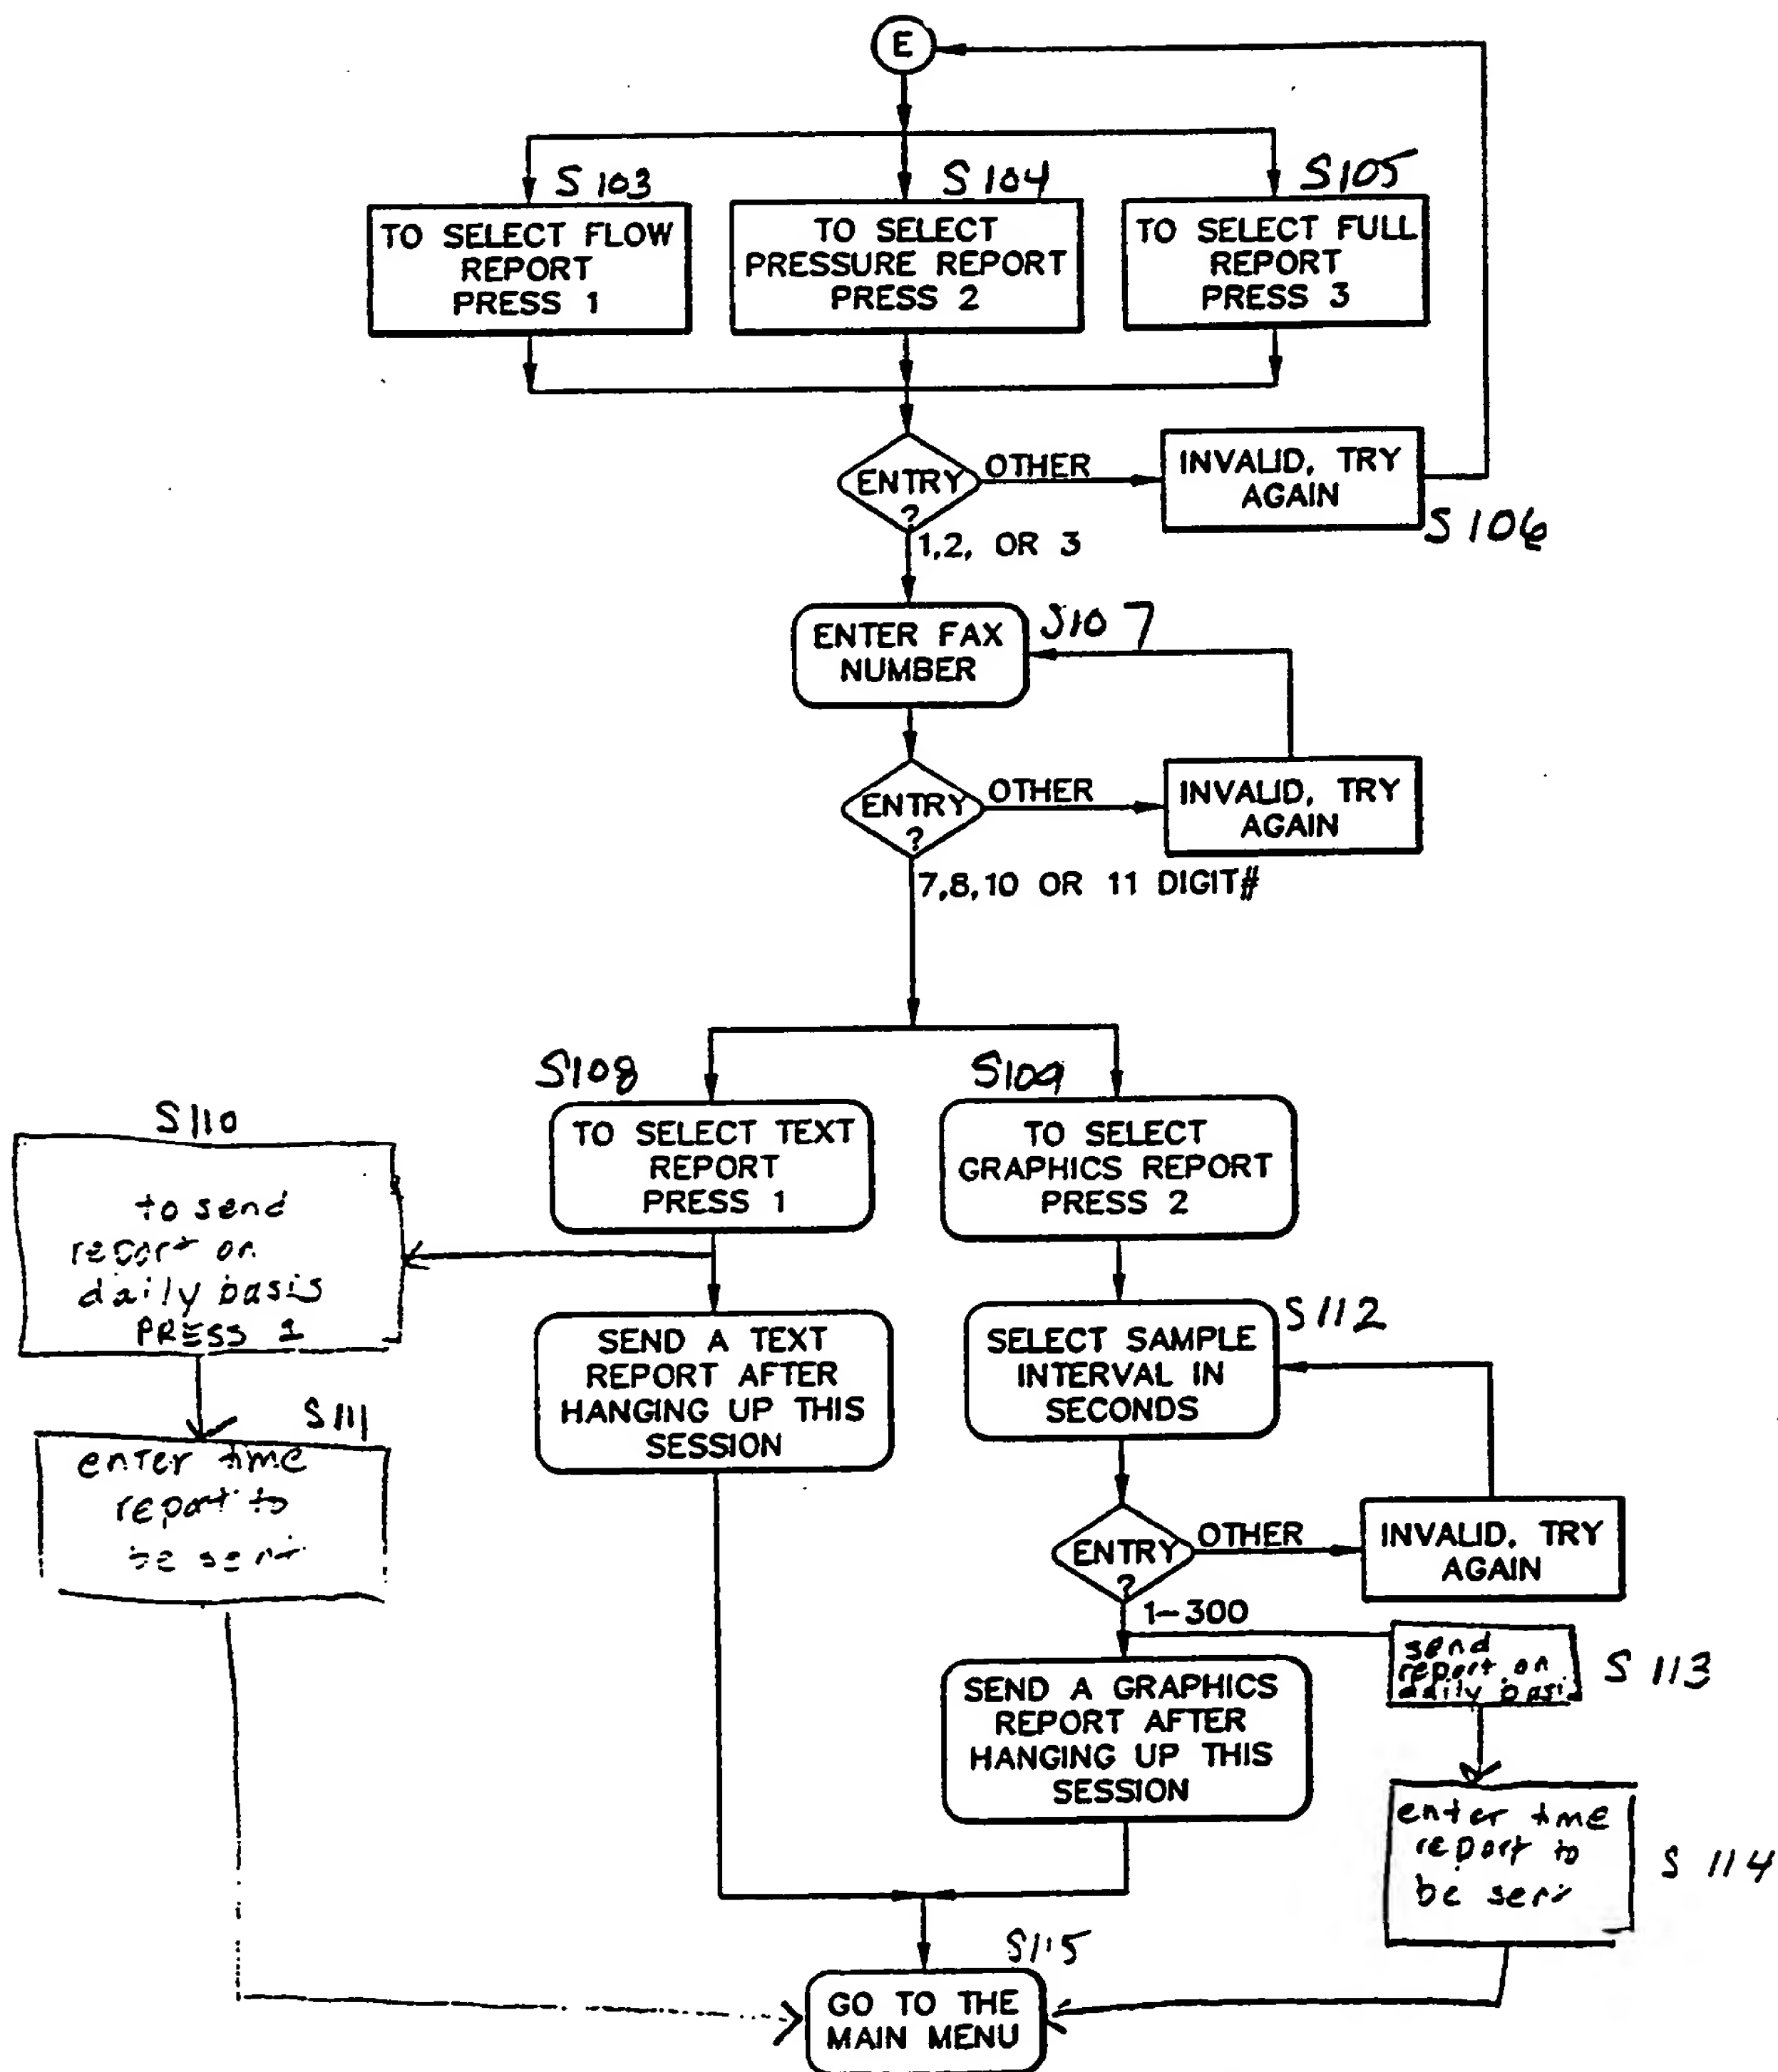 E
S103
TO SELECT FLOW
REPORT
PRESS 1
S104
TO SELECT
PRESSURE REPORT
PRESS 2
S105
TO SELECT FULL
REPORT
PRESS 3
ENTRY
?
OTHER
INVALID, TRY
AGAIN
S106
1,2, OR 3
ENTER FAX
NUMBER
S107
ENTRY
?
OTHER
INVALID, TRY
AGAIN
7,8,10 OR 11 DIGIT#
S108
TO SELECT TEXT
REPORT
PRESS 1
S109
TO SELECT
GRAPHICS REPORT
PRESS 2
S110
to send
report on
daily basis
PRESS 1
SEND A TEXT
REPORT AFTER
HANGING UP THIS
SESSION
S112
SELECT SAMPLE
INTERVAL IN
SECONDS
S111
enter time
report to
be sent
ENTRY
?
OTHER
INVALID, TRY
AGAIN
1-300
send
report on
daily basis
S113
SEND A GRAPHICS
REPORT AFTER
HANGING UP THIS
SESSION
enter time
report to
be sent
S114
S115
GO TO THE
MAIN MENU